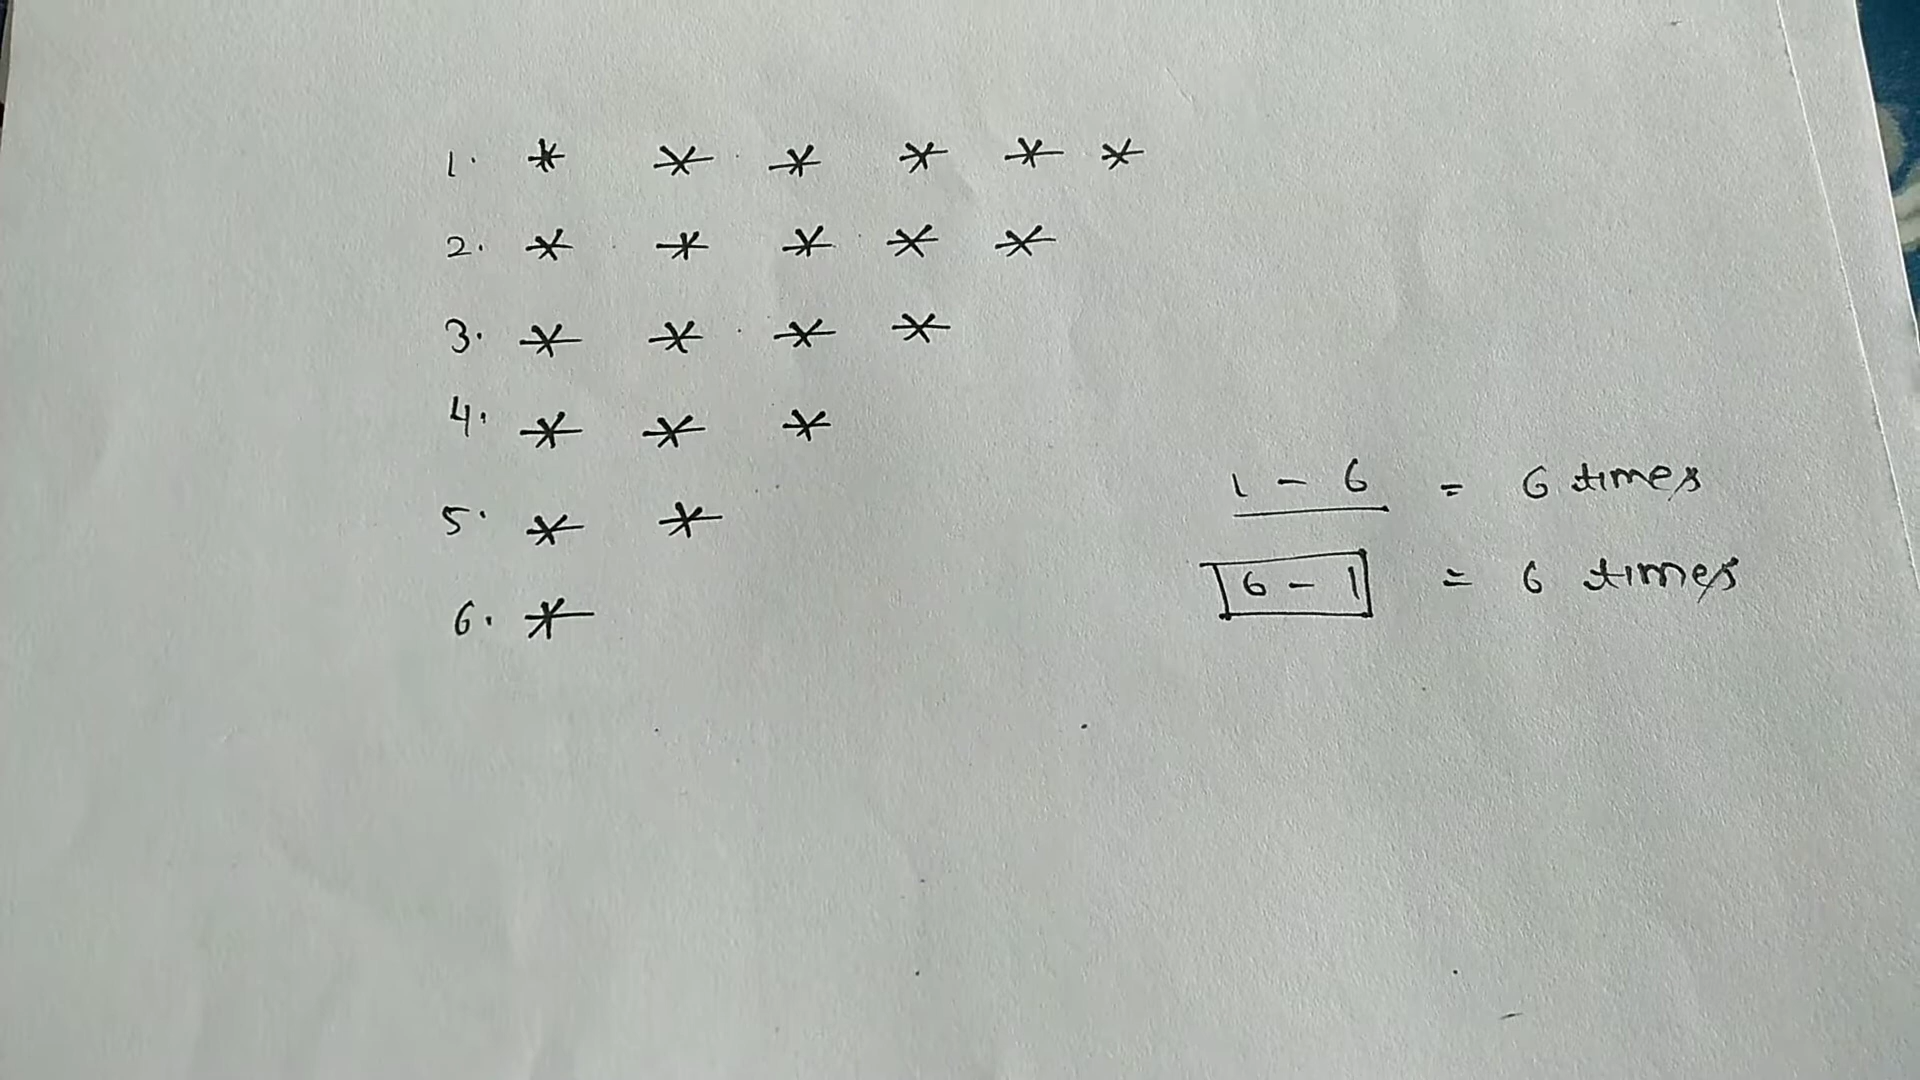 1. * * * * * *
2. * * * * *
3. * * * *
4. * * *
5. * *
6. *
1 - 6 = 6 times
6 - 1 = 6 times